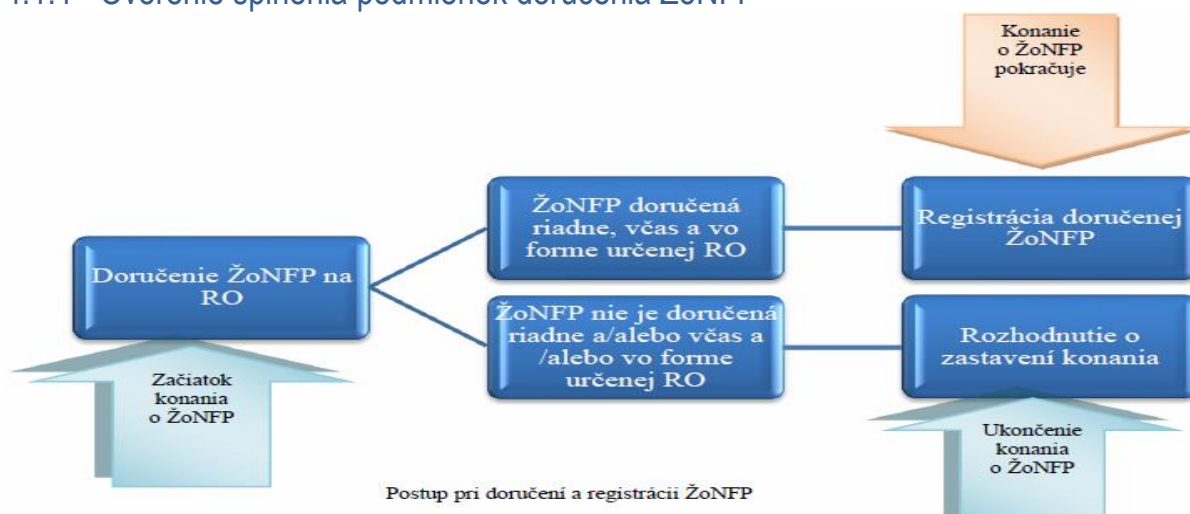 Konanie
o ŽoNFP
pokračuje
ŽoNFP doručená
riadne, včas a vo
forme určenej RO
Registrácia doručenej
ŽoNFP
Doručenie ŽoNFP na
RO
ŽoNFP nie je doručená
riadne a/alebo včas a
/alebo vo forme
určenej RO
Rozhodnutie o
zastavení konania
Začiatok
konania
o ŽoNFP
Ukončenie
konania
o ŽoNFP
Postup pri doručení a registrácii ŽoNFP